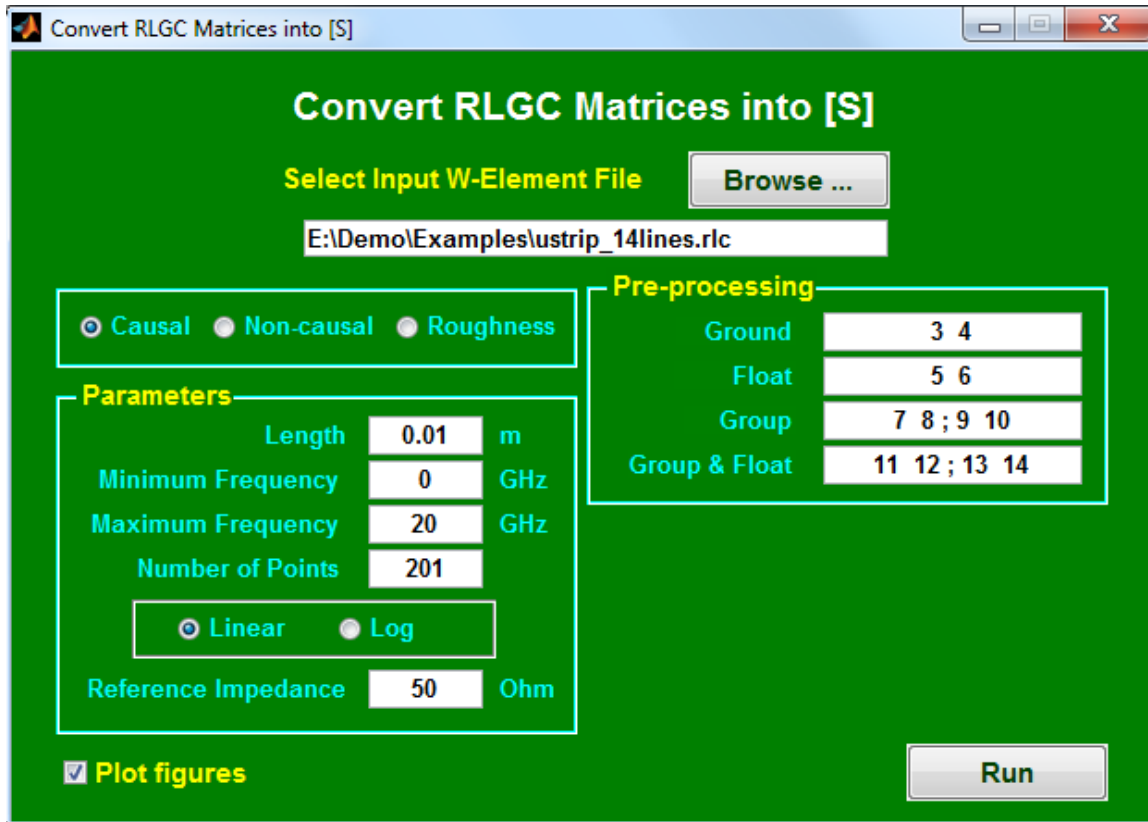 Convert RLGC Matrices into [S]
Convert RLGC Matrices into [S]
Select Input W-Element File Browse ...
E:\Demo\Examples\ustrip_14lines.rlc
Causal Non-causal Roughness
Parameters
Length 0.01 m
Minimum Frequency 0 GHz
Maximum Frequency 20 GHz
Number of Points 201
Linear Log
Reference Impedance 50 Ohm
Pre-processing
Ground 3 4
Float 5 6
Group 7 8 ; 9 10
Group & Float 11 12 ; 13 14
Plot figures
Run